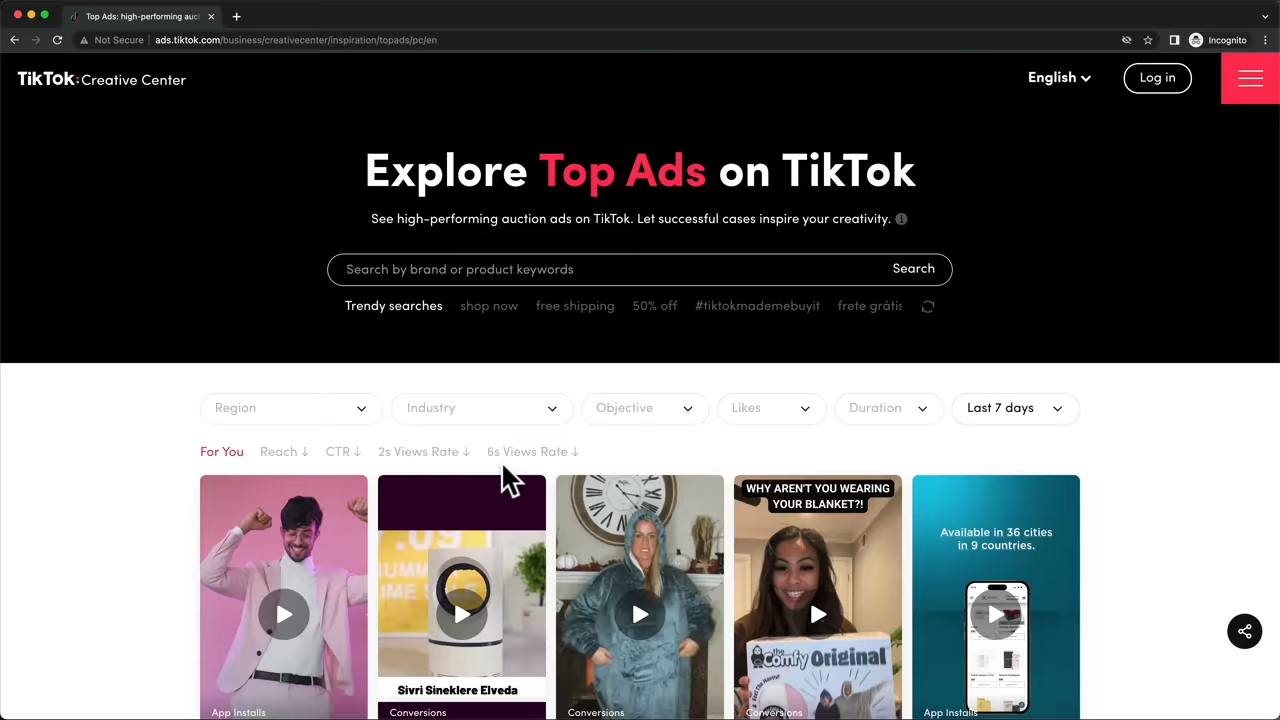 Top Ads: high-performing auct
Not Secure
ads.tiktok.com/business/creativecenter/inspiration/topads/pc/en
Incognito
TikTok: Creative Center
English
Log in
Explore Top Ads on TikTok
See high-performing auction ads on TikTok. Let successful cases inspire your creativity.
Search by brand or product keywords
Search
Trendy searches shop now free shipping 50% off #tiktokmademebuyit frete grátis
Region
Industry
Objective
Likes
Duration
Last 7 days
For You Reach ↓ CTR ↓ 2s Views Rate ↓ 6s Views Rate ↓
App Installs
Sivri Sineklere Elveda
Conversions
Conversions
WHY AREN'T YOU WEARING
YOUR BLANKET?!
the
Comfy Original
Conversions
Available in 36 cities
in 9 countries.
App Installs